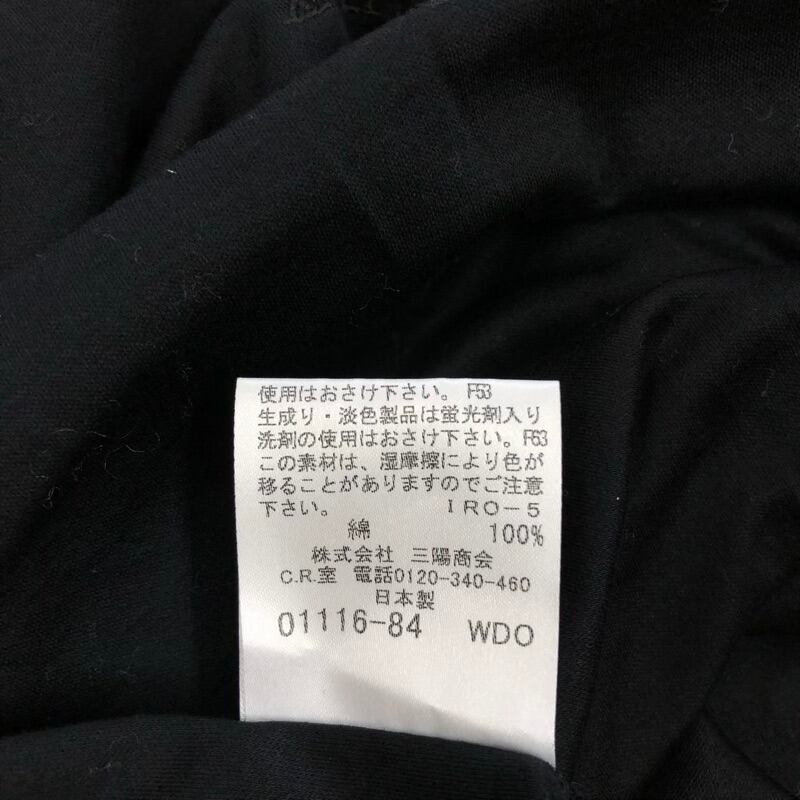 使用はおさけ下さい。F53
生成り・淡色製品は蛍光剤入り
洗剤の使用はおさけ下さい。F63
この素材は、湿摩擦により色が
移ることがありますのでご注意
下さい。 IRO-5
綿 100%
株式会社 三陽商会
C.R.室 電話0120-340-460
日本製
01116-84 WDO